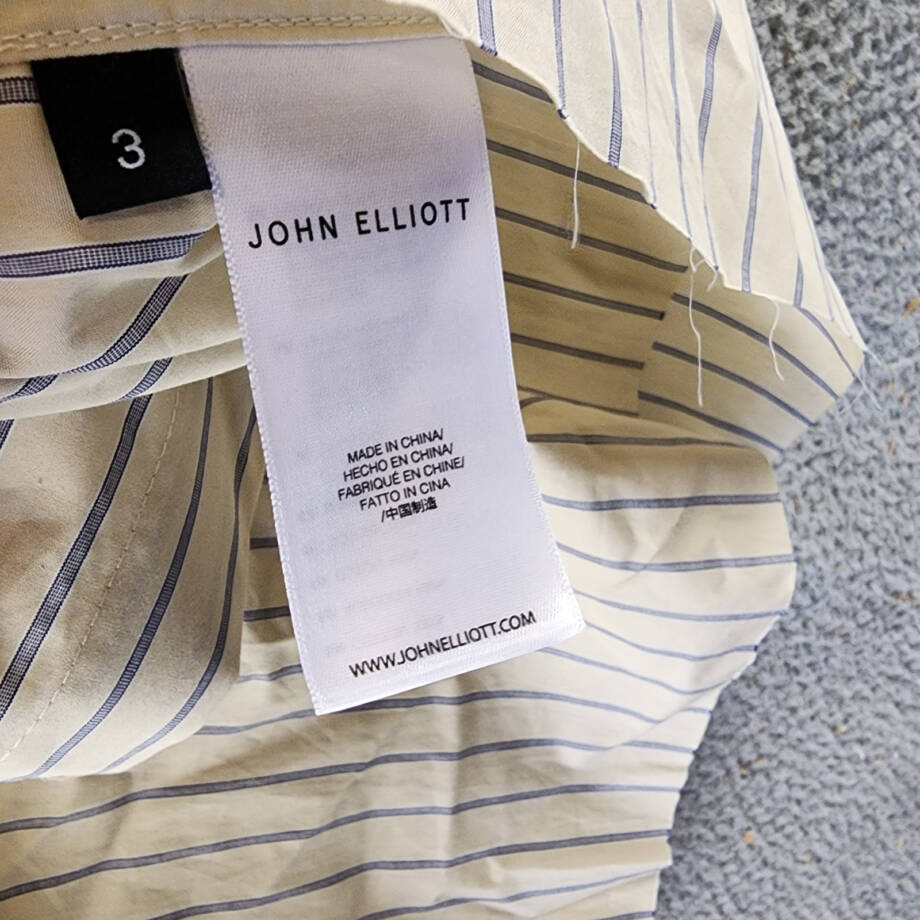 3
JOHN ELLIOTT
MADE IN CHINA/
HECHO EN CHINA/
FABRIQUÉ EN CHINE/
FATTO IN CINA
/中国制造
WWW.JOHNELLIOTT.COM